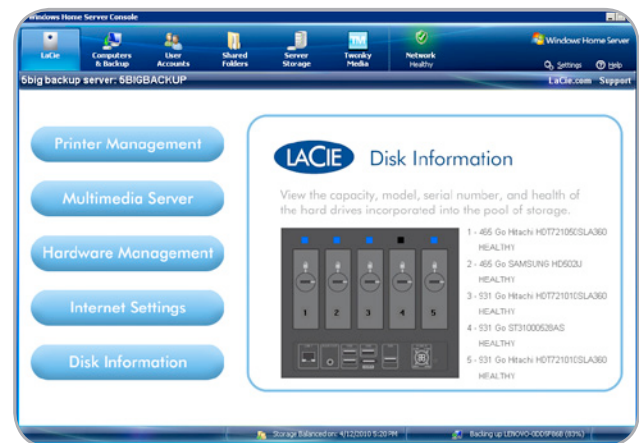 Windows Home Server Console
LaCie
Computers & Backup
User Accounts
Shared Folders
Server Storage
TM
Twonky Media
Network
Healthy
Windows Home Server
Settings
Help
5big backup server: 5BIGBACKUP
LaCie.com
Support
Printer Management
Multimedia Server
Hardware Management
Internet Settings
Disk Information
LACIE
Disk Information
View the capacity, model, serial number, and health of
the hard drives incorporated into the pool of storage.
1 2 3 4 5
1 - 465 Go Hitachi HDT721050SLA360
HEALTHY
2 - 465 Go SAMSUNG HD502IJ
HEALTHY
3 - 931 Go Hitachi HDT721010SLA360
HEALTHY
4 - 931 Go ST31000528AS
HEALTHY
5 - 931 Go Hitachi HDT721010SLA360
HEALTHY
Storage Balanced on: 4/12/2010 5:20 PM
Backing up LENOVO-0DD5F868 (83%)